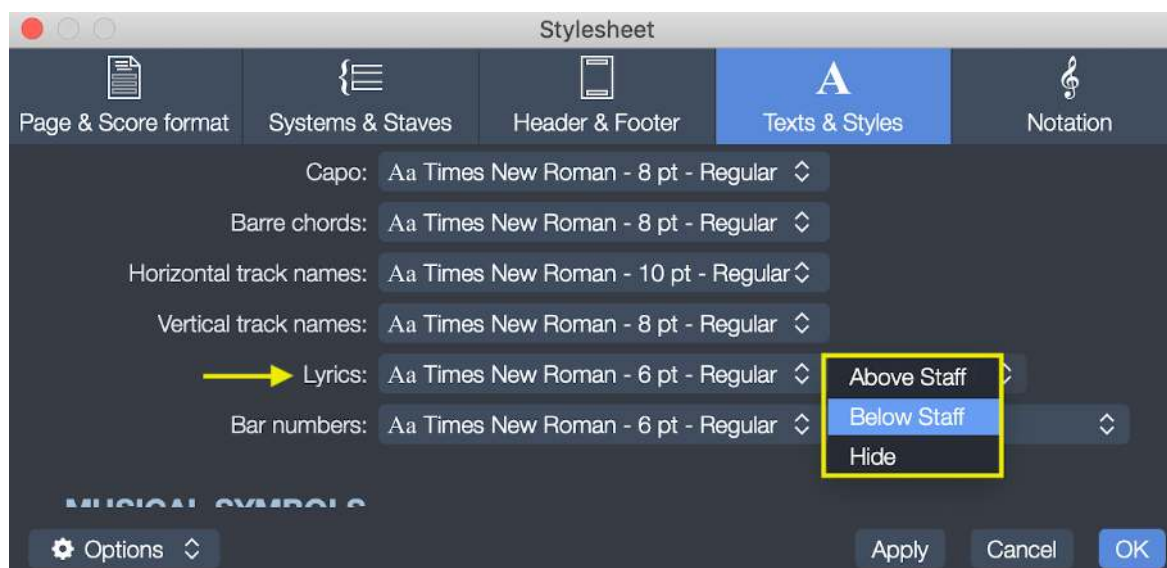 Stylesheet
Page & Score format Systems & Staves Header & Footer A Texts & Styles Notation
Capo: Aa Times New Roman - 8 pt - Regular
Barre chords: Aa Times New Roman - 8 pt - Regular
Horizontal track names: Aa Times New Roman - 10 pt - Regular
Vertical track names: Aa Times New Roman - 8 pt - Regular
Lyrics: Aa Times New Roman - 6 pt - Regular Above Staff
Bar numbers: Aa Times New Roman - 6 pt - Regular Below Staff
Hide
MUSICAL SYMBOLS
Options Apply Cancel OK